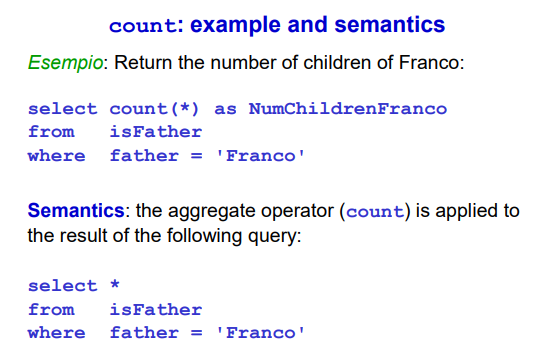 count: example and semantics
Esempio: Return the number of children of Franco:
select count(*) as NumChildrenFranco
from isFather
where father = 'Franco'
Semantics: the aggregate operator (count) is applied to
the result of the following query:
select *
from isFather
where father = 'Franco'